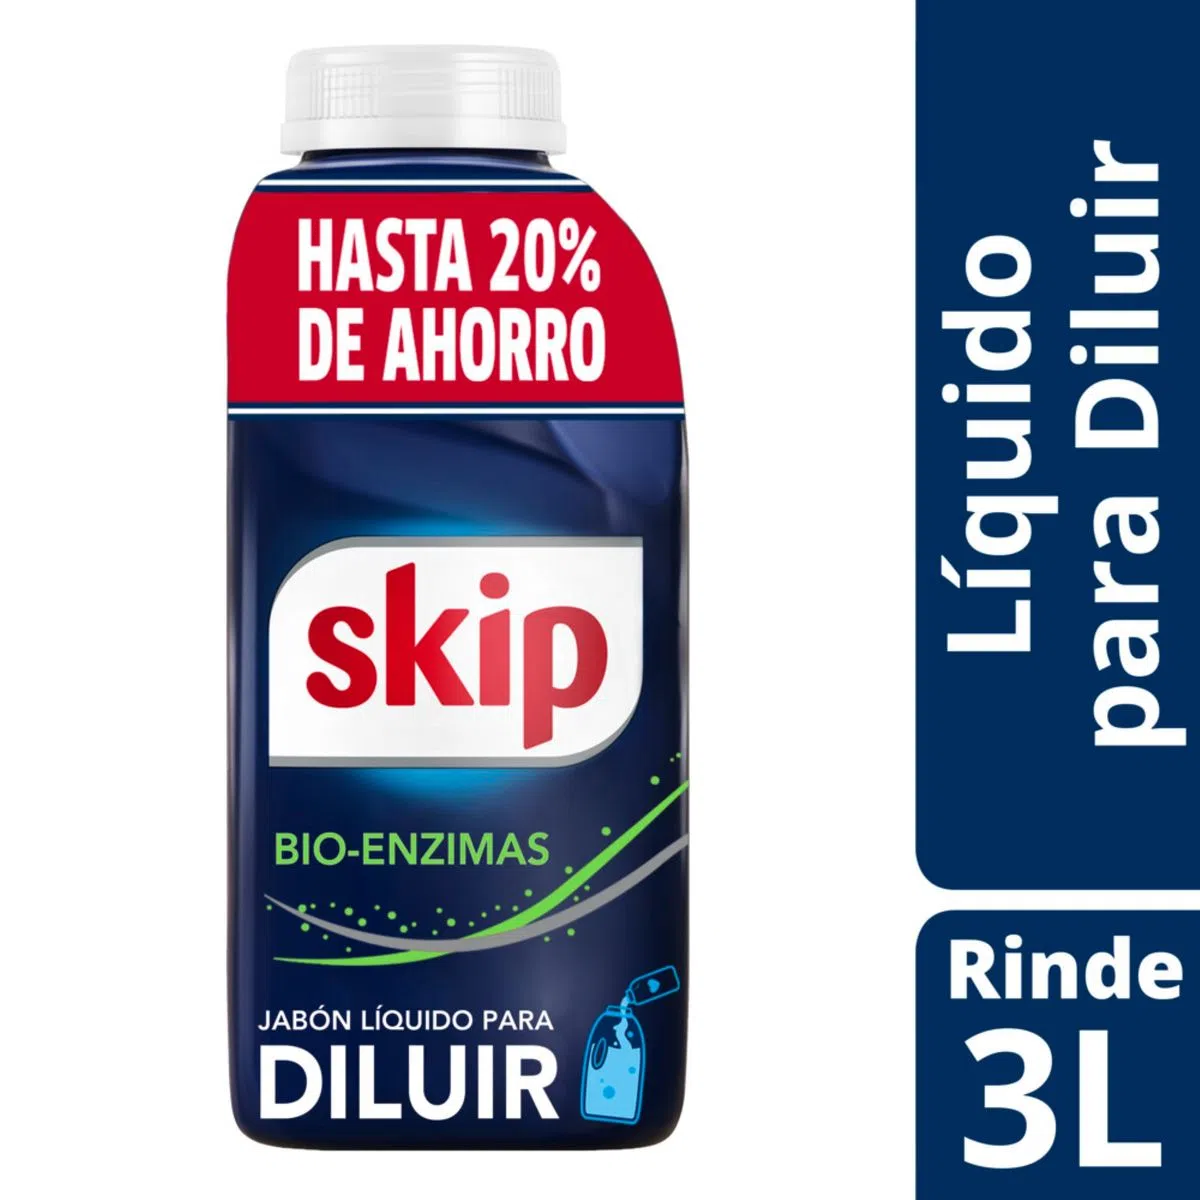 HASTA 20%
DE AHORRO
skip
BIO-ENZIMAS
JABÓN LÍQUIDO PARA
DILUIR
Líquido
para Diluir
Rinde
3L